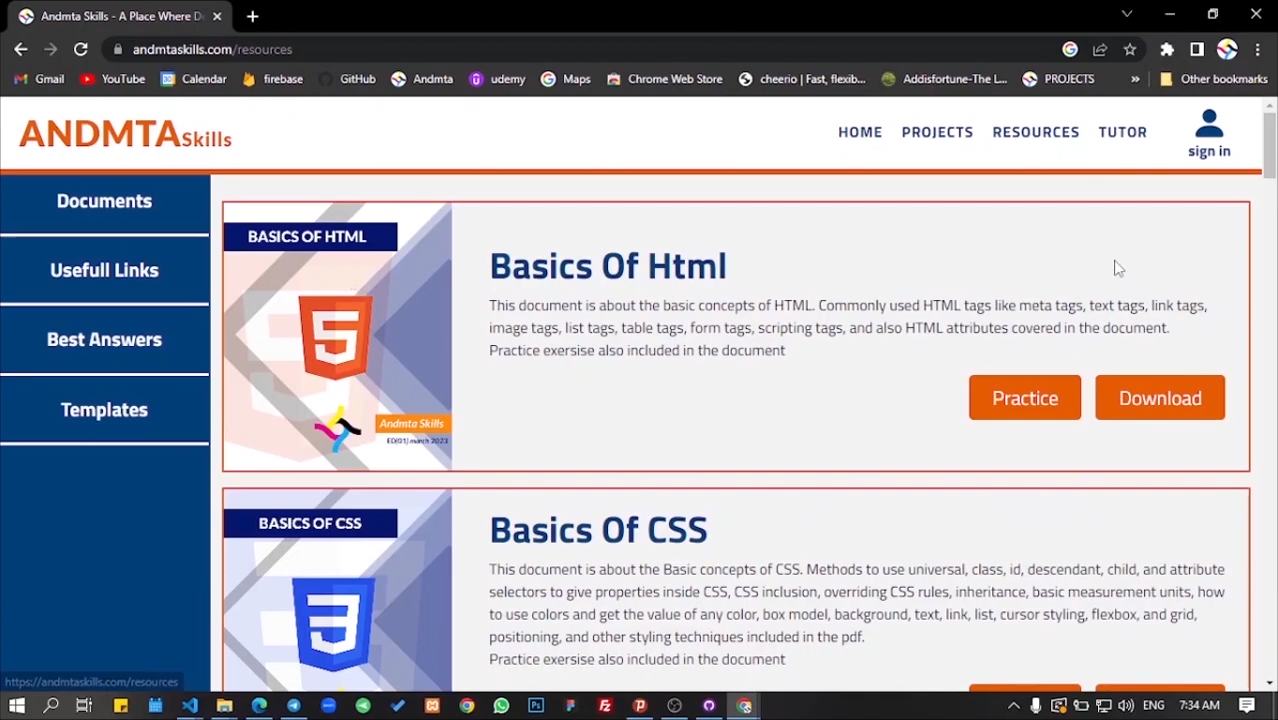 Andmta Skills - A Place Where D
andmtaskills.com/resources
Gmail YouTube Calendar firebase GitHub Andmta udemy Maps Chrome Web Store cheerio | Fast, flexib... Addisfortune-The L... PROJECTS » Other bookmarks
ANDMTASkills
HOME PROJECTS RESOURCES TUTOR
sign in
Documents
Usefull Links
Best Answers
Templates
BASICS OF HTML
Andmta Skills
ED(01) march 2023
Basics Of Html
This document is about the basic concepts of HTML. Commonly used HTML tags like meta tags, text tags, link tags,
image tags, list tags, table tags, form tags, scripting tags, and also HTML attributes covered in the document.
Practice exersise also included in the document
Practice Download
BASICS OF CSS
Basics Of CSS
This document is about the Basic concepts of CSS. Methods to use universal, class, id, descendant, child, and attribute
selectors to give properties inside CSS, CSS inclusion, overriding CSS rules, inheritance, basic measurement units, how
to use colors and get the value of any color, box model, background, text, link, list, cursor styling, flexbox, and grid,
positioning, and other styling techniques included in the pdf.
Practice exersise also included in the document
https://andmtaskills.com/resources
ENG 7:34 AM